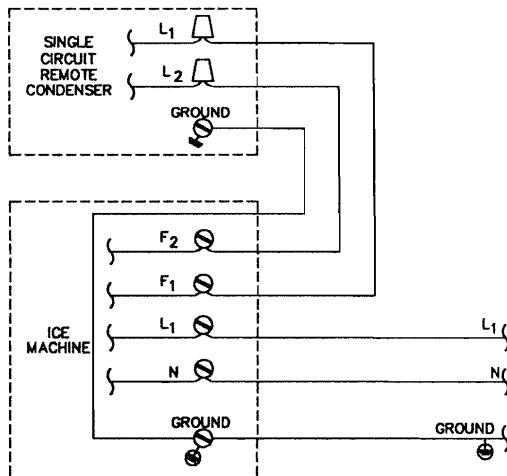 SINGLE
CIRCUIT
REMOTE
CONDENSER
L1
L2
GROUND
ICE
MACHINE
F2
F1
L1
L1
N
N
GROUND
GROUND